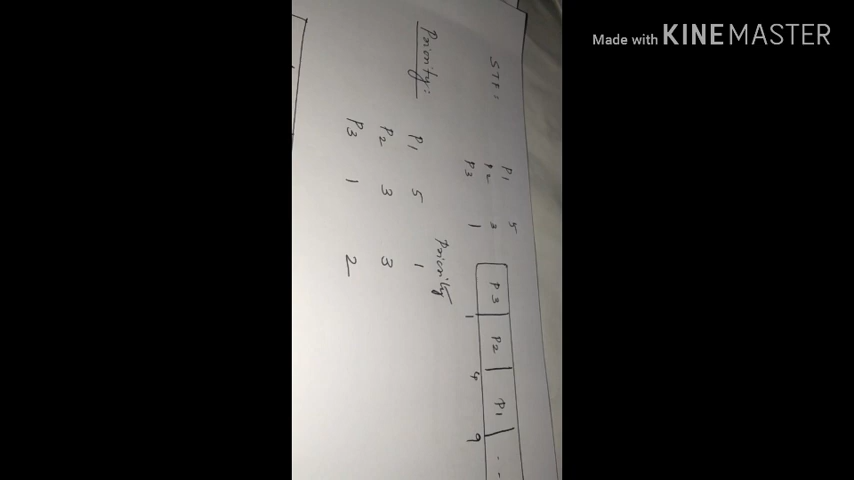 Made with KINEMASTER
STF:
P1 5
P2 3
P3 1
P3 P2 P1 --
1 4 9
Priority:
Priority
P1 5 1
P2 3 3
P3 1 2